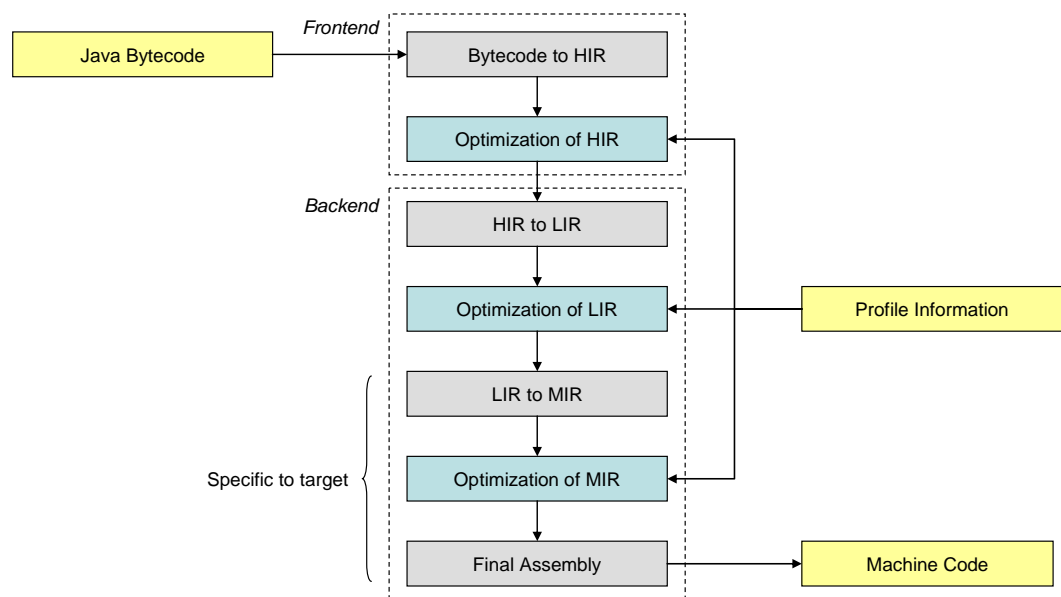 Frontend
Java Bytecode
Bytecode to HIR
Optimization of HIR
Backend
HIR to LIR
Optimization of LIR
Profile Information
LIR to MIR
Specific to target
Optimization of MIR
Final Assembly
Machine Code